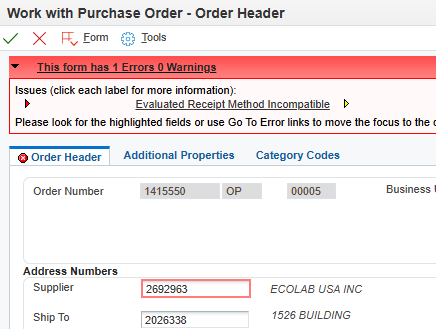 Work with Purchase Order - Order Header
Form Tools
This form has 1 Errors 0 Warnings
Issues (click each label for more information):
Evaluated Receipt Method Incompatible
Please look for the highlighted fields or use Go To Error links to move the focus to the
Order Header Additional Properties Category Codes
Order Number 1415550 OP 00005 Business
Address Numbers
Supplier 2692963 ECOLAB USA INC
Ship To 2026338 1526 BUILDING